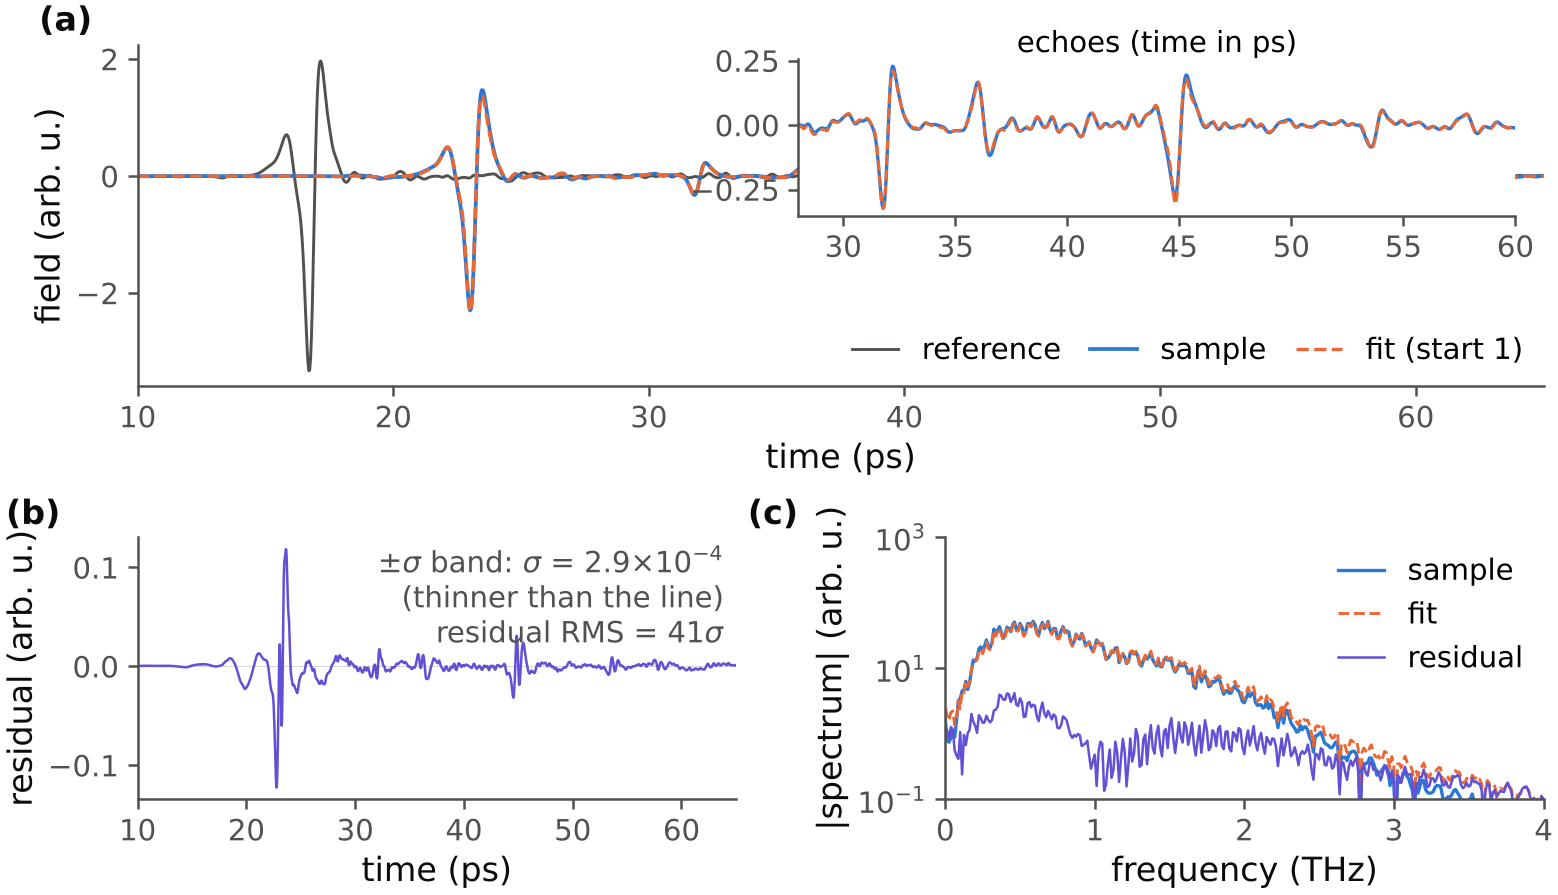 (a)
echoes (time in ps)
field (arb. u.)
2
0
−2
0.25
0.00
−0.25
30 35 40 45 50 55 60
reference sample fit (start 1)
10 20 30 40 50 60
time (ps)
(b)
residual (arb. u.)
0.1
0.0
−0.1
±σ band: σ = 2.9×10⁻⁴
(thinner than the line)
residual RMS = 41σ
10 20 30 40 50 60
time (ps)
(c)
|spectrum| (arb. u.)
10³
10¹
10⁻¹
sample
fit
residual
0 1 2 3 4
frequency (THz)